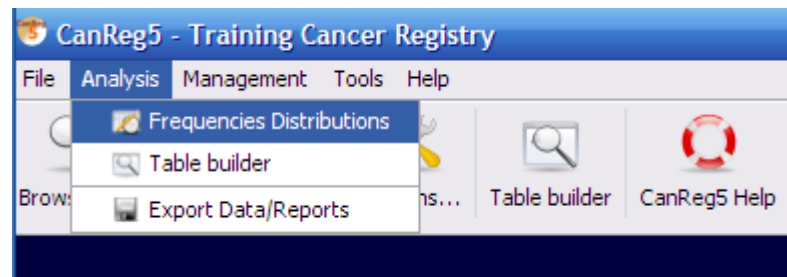 CanReg5 - Training Cancer Registry
File Analysis Management Tools Help
Frequencies Distributions
Table builder
Export Data/Reports
Table builder
CanReg5 Help